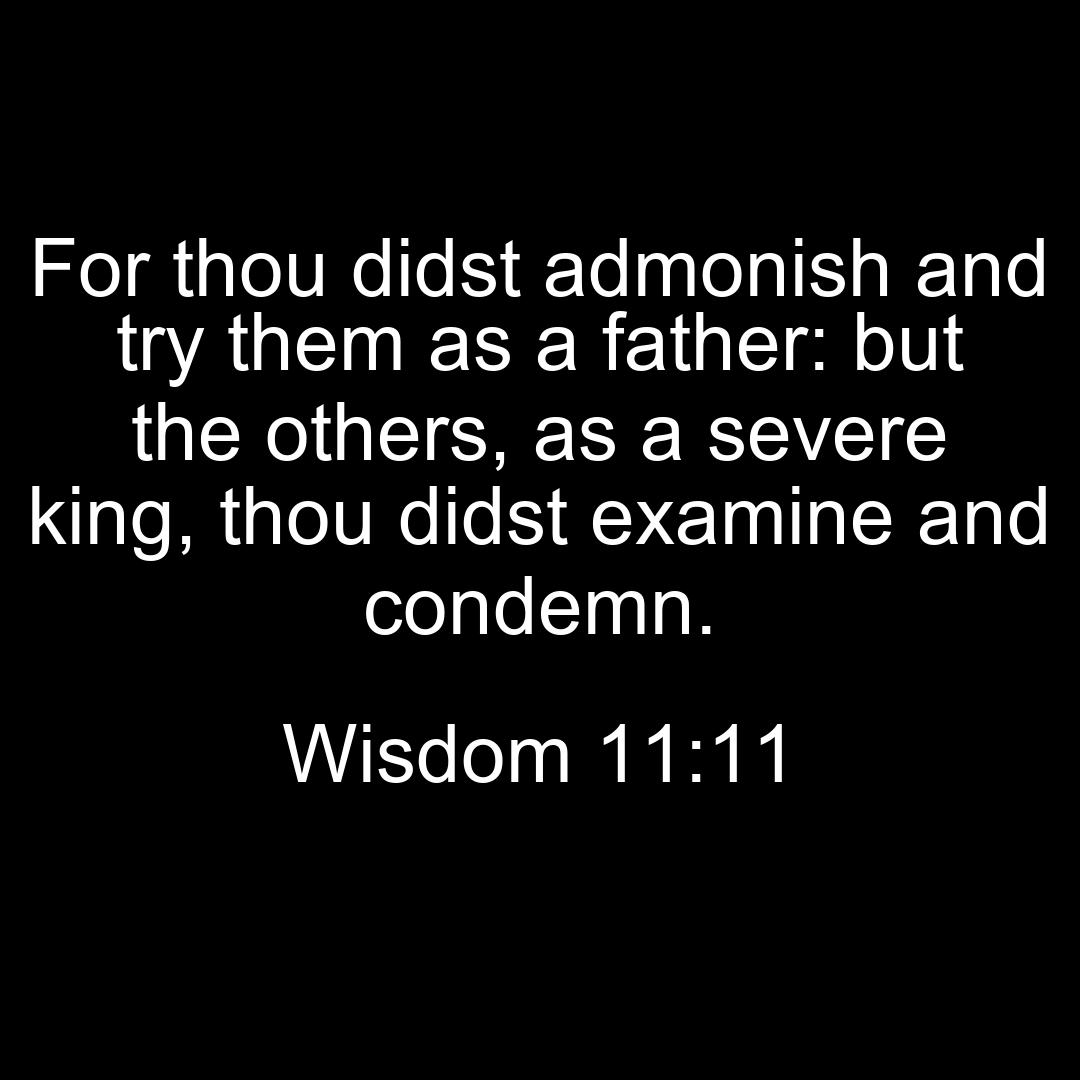 For thou didst admonish and
try them as a father: but
the others, as a severe
king, thou didst examine and
condemn.
Wisdom 11:11